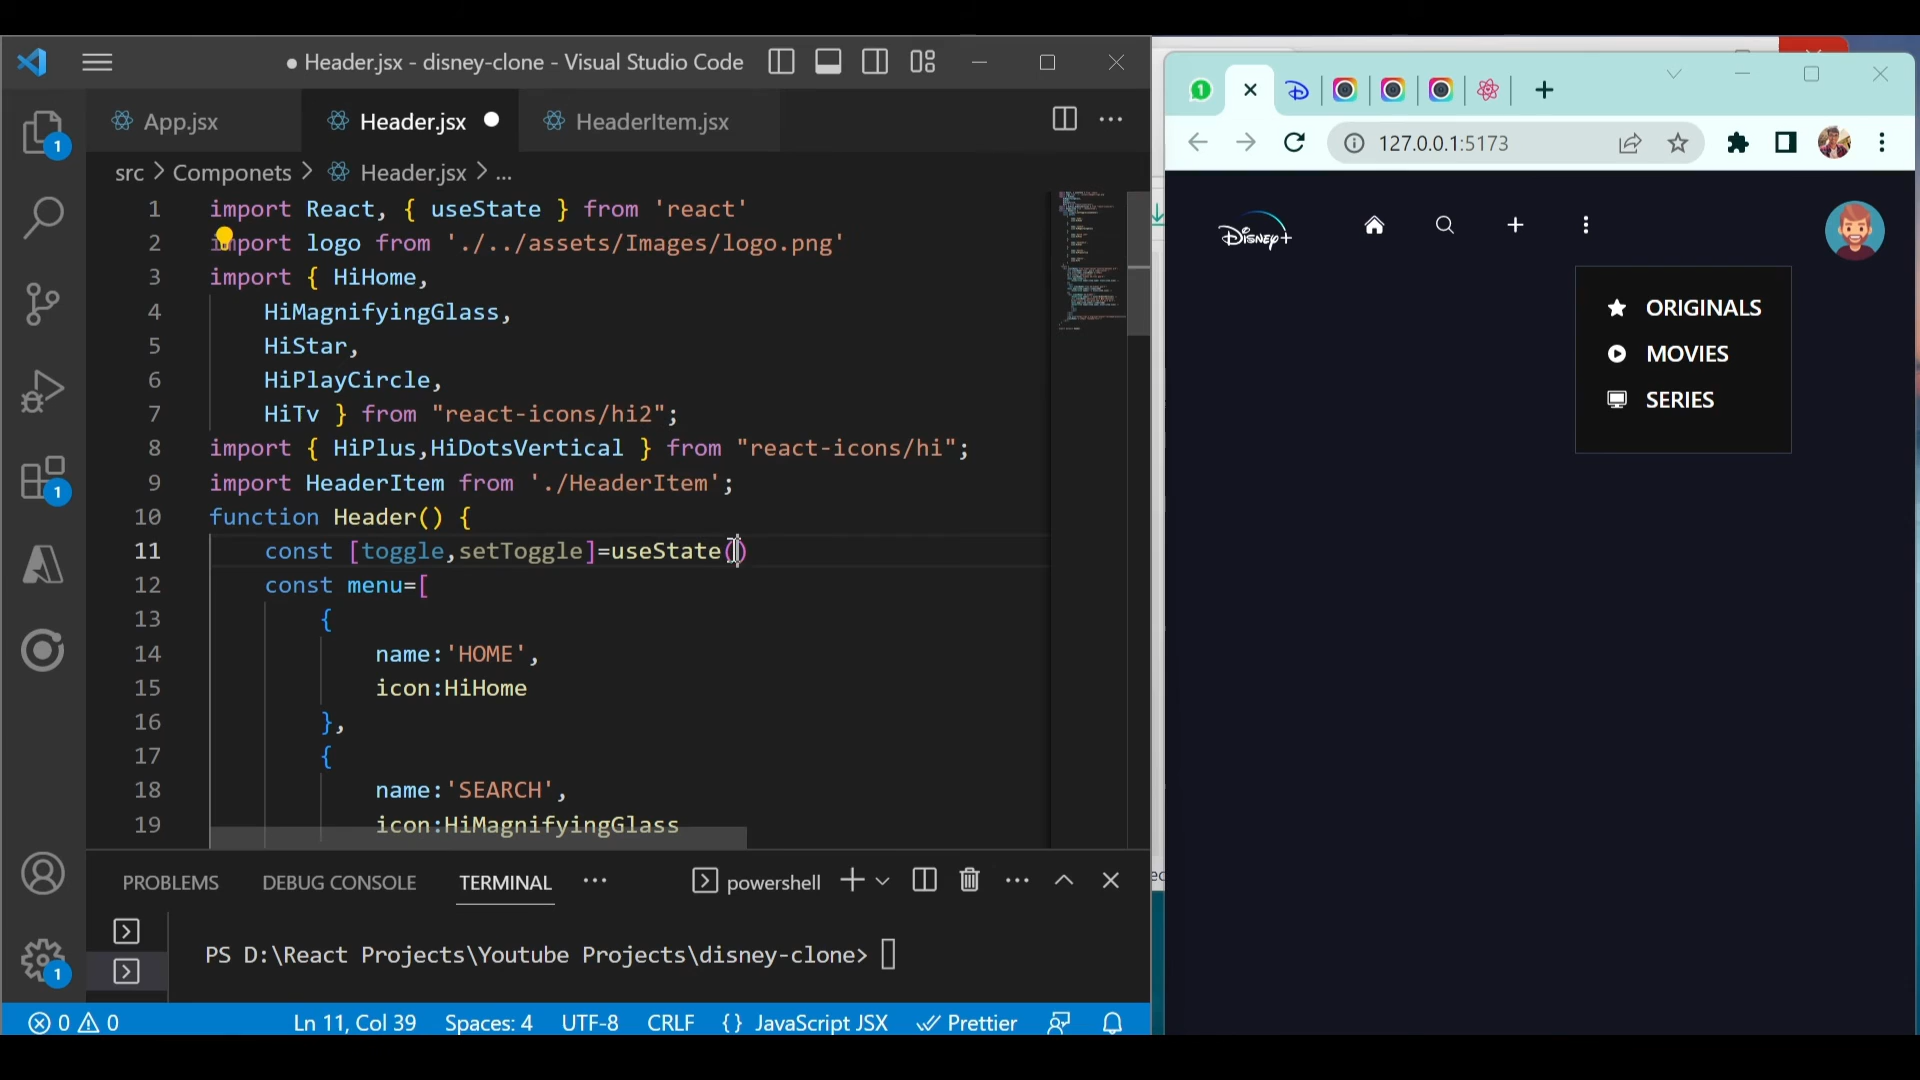 Header.jsx - disney-clone - Visual Studio Code
App.jsx
Header.jsx
HeaderItem.jsx
src > Componets > Header.jsx > ...
1 import React, { useState } from 'react'
2 import logo from './../assets/Images/logo.png'
3 import { HiHome,
4 HiMagnifyingGlass,
5 HiStar,
6 HiPlayCircle,
7 HiTv } from "react-icons/hi2";
8 import { HiPlus,HiDotsVertical } from "react-icons/hi";
9 import HeaderItem from './HeaderItem';
10 function Header() {
11 const [toggle,setToggle]=useState()
12 const menu=[
13 {
14 name:'HOME',
15 icon:HiHome
16 },
17 {
18 name:'SEARCH',
19 icon:HiMagnifyingGlass
1
1
1
PROBLEMS
DEBUG CONSOLE
TERMINAL
powershell
PS D:\React Projects\Youtube Projects\disney-clone>
0 0
Ln 11, Col 39
Spaces: 4
UTF-8
CRLF
{} JavaScript JSX
Prettier
1
127.0.0.1:5173
Disney+
ORIGINALS
MOVIES
SERIES